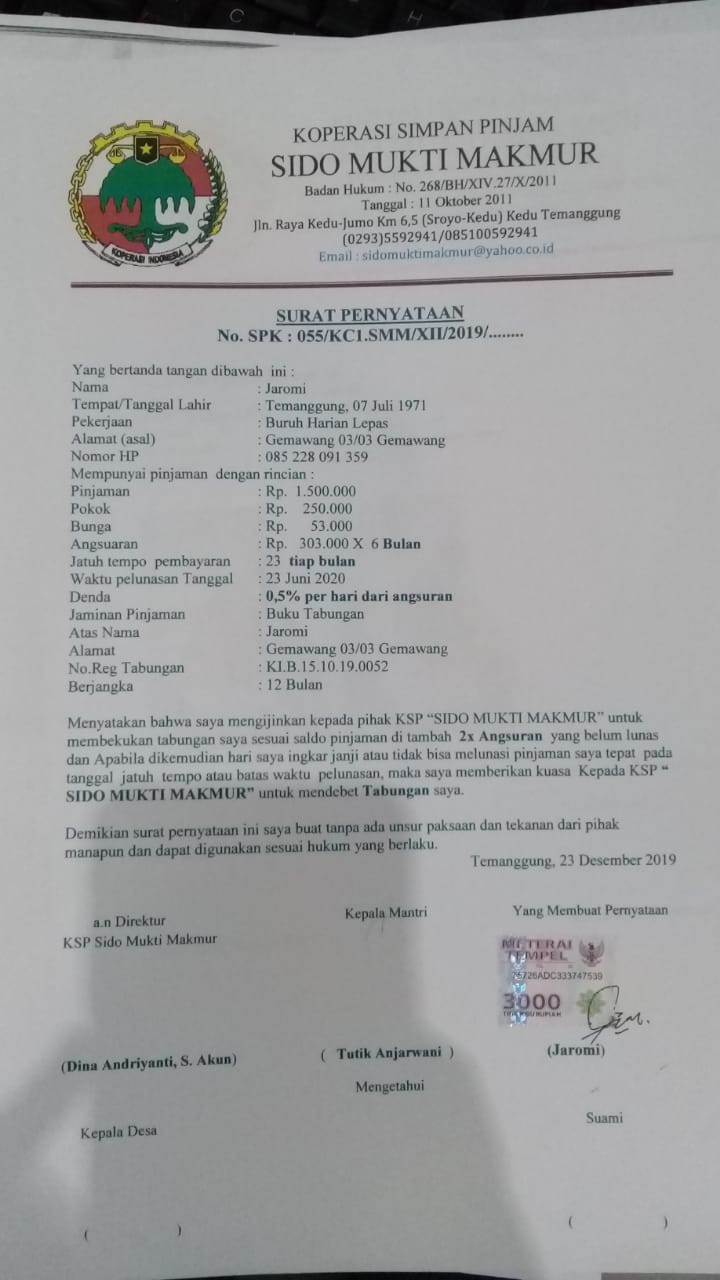 KOPERASI SIMPAN PINJAM
SIDO MUKTI MAKMUR
Badan Hukum : No. 268/BH/XIV.27/X/2011
Tanggal : 11 Oktober 2011
Jln. Raya Kedu-Jumo Km 6,5 (Sroyo-Kedu) Kedu Temanggung
(0293)5592941/085100592941
Email : sidomuktimakmur@yahoo.co.id
KOPERASI INDONESIA
SURAT PERNYATAAN
No. SPK : 055/KC1.SMM/XII/2019/........
Yang bertanda tangan dibawah ini :
Nama : Jaromi
Tempat/Tanggal Lahir : Temanggung, 07 Juli 1971
Pekerjaan : Buruh Harian Lepas
Alamat (asal) : Gemawang 03/03 Gemawang
Nomor HP : 085 228 091 359
Mempunyai pinjaman dengan rincian :
Pinjaman : Rp. 1.500.000
Pokok : Rp. 250.000
Bunga : Rp. 53.000
Angsuaran : Rp. 303.000 X 6 Bulan
Jatuh tempo pembayaran : 23 tiap bulan
Waktu pelunasan Tanggal : 23 Juni 2020
Denda : 0,5% per hari dari angsuran
Jaminan Pinjaman : Buku Tabungan
Atas Nama : Jaromi
Alamat : Gemawang 03/03 Gemawang
No.Reg Tabungan : KI.B.15.10.19.0052
Berjangka : 12 Bulan
Menyatakan bahwa saya mengijinkan kepada pihak KSP “SIDO MUKTI MAKMUR” untuk
membekukan tabungan saya sesuai saldo pinjaman di tambah 2x Angsuran yang belum lunas
dan Apabila dikemudian hari saya ingkar janji atau tidak bisa melunasi pinjaman saya tepat pada
tanggal jatuh tempo atau batas waktu pelunasan, maka saya memberikan kuasa Kepada KSP “
SIDO MUKTI MAKMUR” untuk mendebet Tabungan saya.
Demikian surat pernyataan ini saya buat tanpa ada unsur paksaan dan tekanan dari pihak
manapun dan dapat digunakan sesuai hukum yang berlaku.
Temanggung, 23 Desember 2019
a.n Direktur
KSP Sido Mukti Makmur
Kepala Mantri
Yang Membuat Pernyataan
METERAI
TEMPEL
3000
(Dina Andriyanti, S. Akun)
( Tutik Anjarwani )
(Jaromi)
Mengetahui
Kepala Desa
Suami
( )
( )